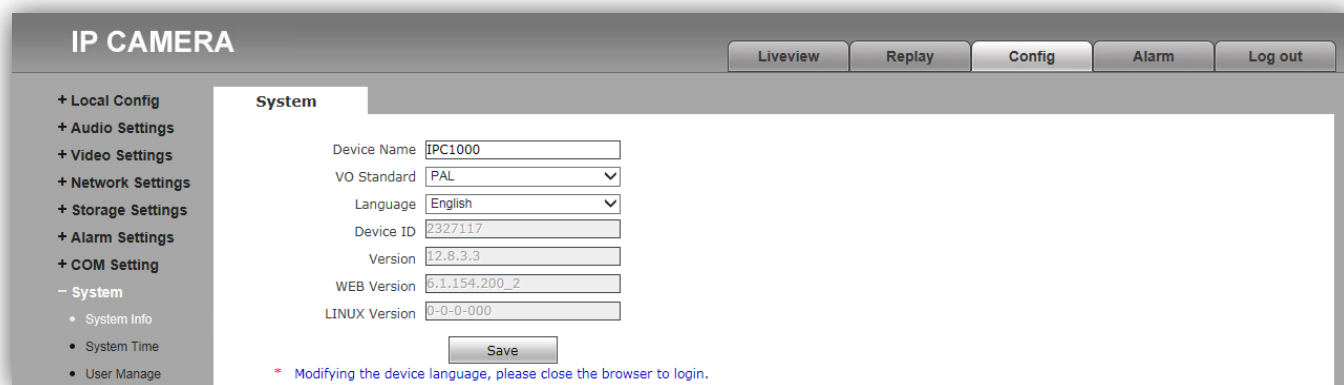 IP CAMERA
Liveview Replay Config Alarm Log out
+ Local Config
+ Audio Settings
+ Video Settings
+ Network Settings
+ Storage Settings
+ Alarm Settings
+ COM Setting
− System
• System Info
• System Time
• User Manage
System
Device Name IPC1000
VO Standard PAL
Language English
Device ID 2327117
Version 12.8.3.3
WEB Version 6.1.154.200_2
LINUX Version 0-0-0-000
Save
* Modifying the device language, please close the browser to login.